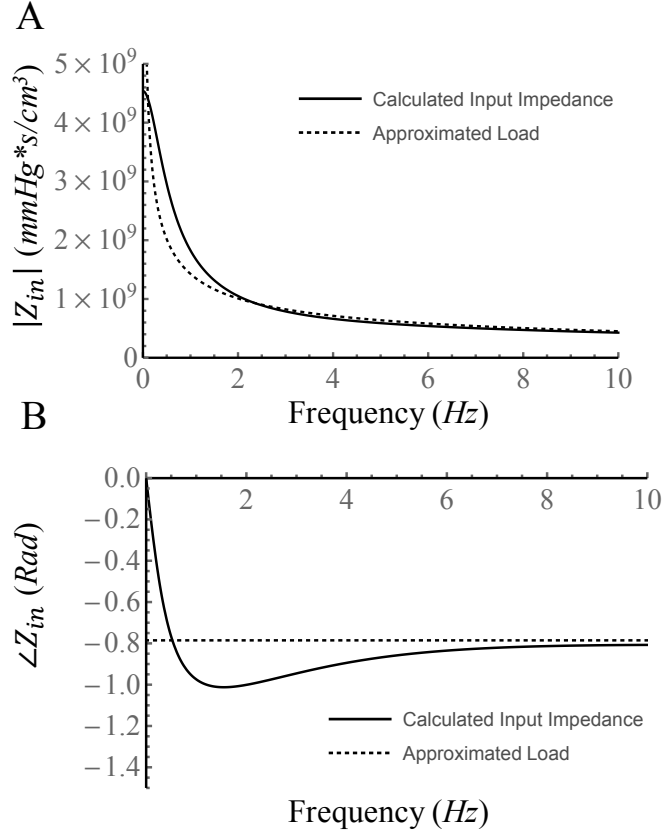 A
5 × 10⁹
4 × 10⁹
3 × 10⁹
2 × 10⁹
1 × 10⁹
0
|Z_in| (mmHg*s/cm³)
Calculated Input Impedance
Approximated Load
0 2 4 6 8 10
Frequency (Hz)
B
0.0
−0.2
−0.4
−0.6
−0.8
−1.0
−1.2
−1.4
∠Z_in (Rad)
2 4 6 8 10
Calculated Input Impedance
Approximated Load
Frequency (Hz)